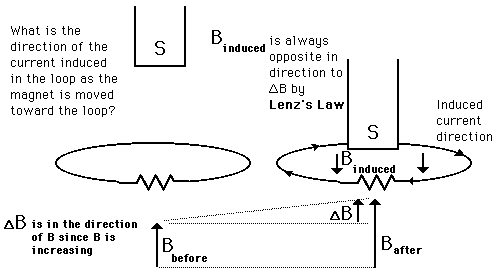 What is the
direction of the
current induced
in the loop as the
magnet is moved
toward the loop?
S
B induced is always
opposite in
direction to
ΔB by
Lenz's Law
S
Induced
current
direction
B induced
ΔB is in the direction
of B since B is
increasing
B before
ΔB
B after